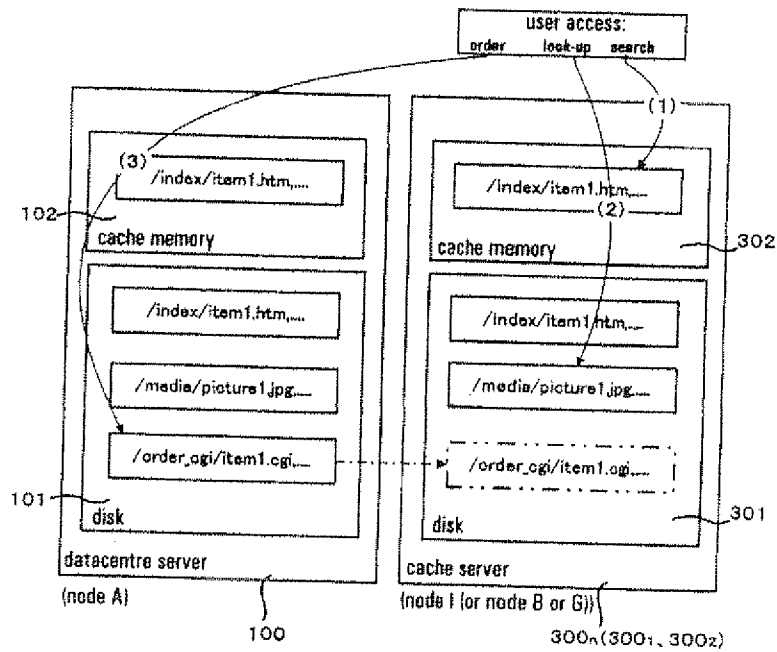 user access:
order look-up search
(1)
(3)
/index/item1.htm,....
102
cache memory
/index/item1.htm,....
(2)
302
cache memory
/index/item1.htm,....
/media/picture1.jpg,....
/order_cgi/item1.cgi,....
101
disk
datacentre server
(node A)
100
/index/item1.htm,....
/media/picture1.jpg,....
/order_cgi/item1.cgi,....
301
disk
cache server
(node I (or node B or G))
300n(300₁、300₂)